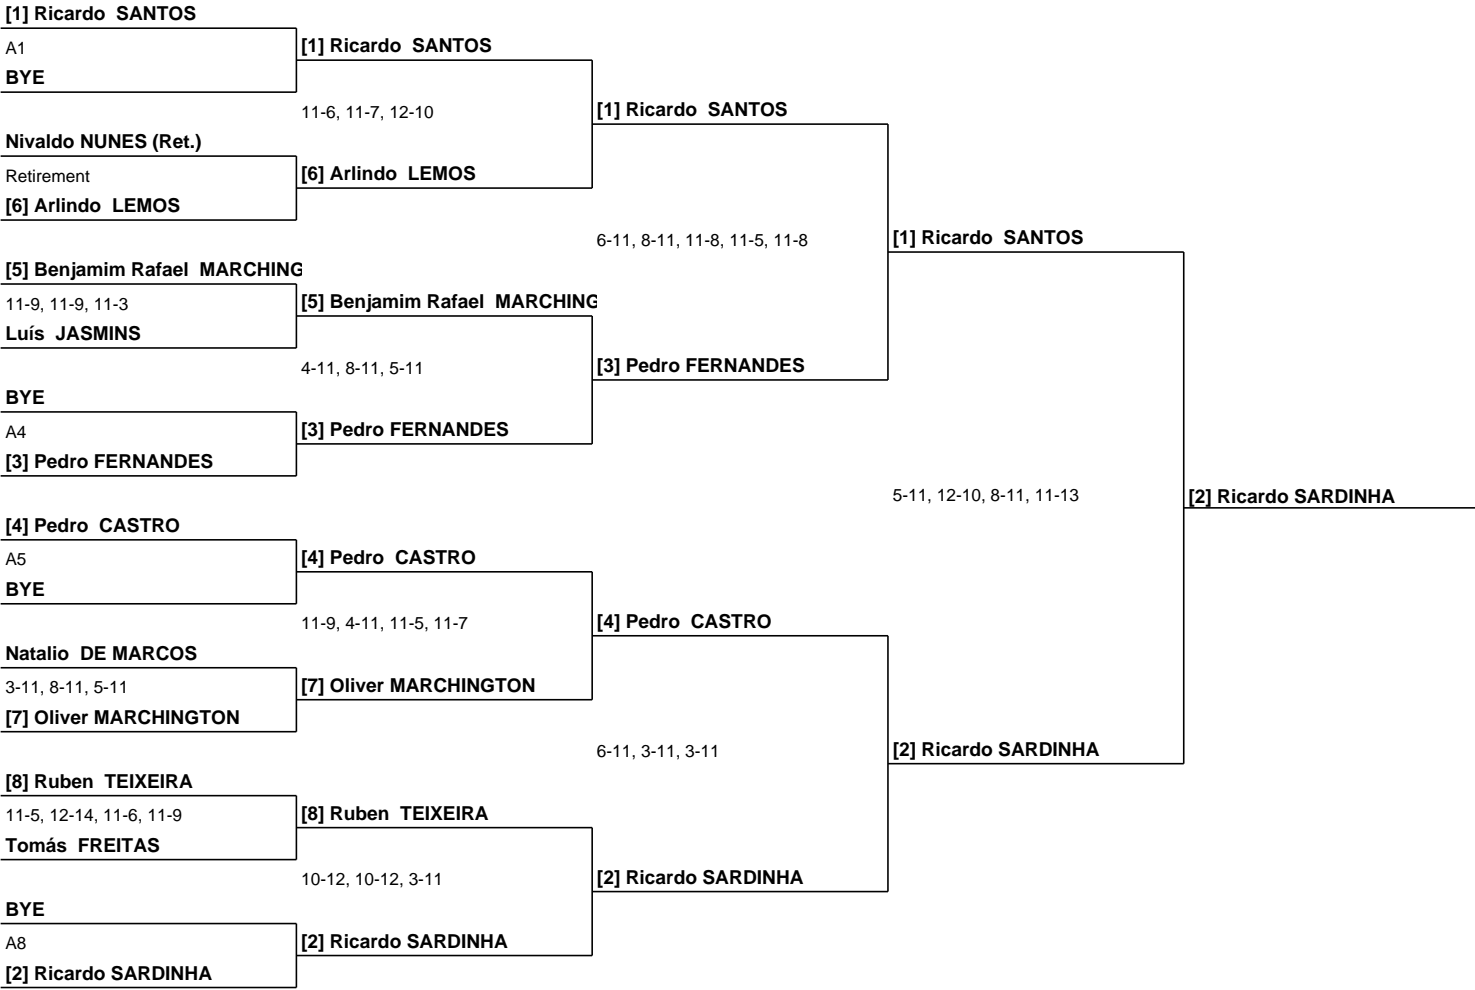 [1] Ricardo SANTOS
A1
BYE
[1] Ricardo SANTOS
11-6, 11-7, 12-10
Nivaldo NUNES (Ret.)
Retirement
[6] Arlindo LEMOS
[6] Arlindo LEMOS
[1] Ricardo SANTOS
6-11, 8-11, 11-8, 11-5, 11-8
[5] Benjamim Rafael MARCHING
11-9, 11-9, 11-3
Luís JASMINS
[5] Benjamim Rafael MARCHING
4-11, 8-11, 5-11
BYE
A4
[3] Pedro FERNANDES
[3] Pedro FERNANDES
[3] Pedro FERNANDES
[1] Ricardo SANTOS
5-11, 12-10, 8-11, 11-13
[2] Ricardo SARDINHA
[4] Pedro CASTRO
A5
BYE
[4] Pedro CASTRO
11-9, 4-11, 11-5, 11-7
Natalio DE MARCOS
3-11, 8-11, 5-11
[7] Oliver MARCHINGTON
[7] Oliver MARCHINGTON
[4] Pedro CASTRO
6-11, 3-11, 3-11
[2] Ricardo SARDINHA
[8] Ruben TEIXEIRA
11-5, 12-14, 11-6, 11-9
Tomás FREITAS
[8] Ruben TEIXEIRA
10-12, 10-12, 3-11
[2] Ricardo SARDINHA
BYE
A8
[2] Ricardo SARDINHA
[2] Ricardo SARDINHA